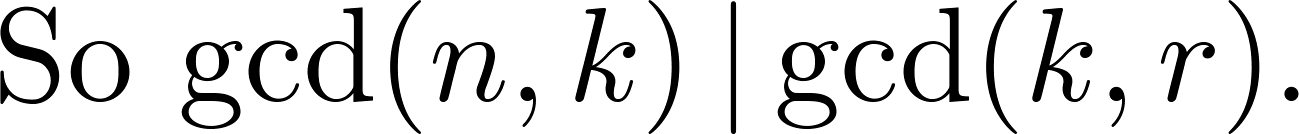 So gcd(n, k) | gcd(k, r).